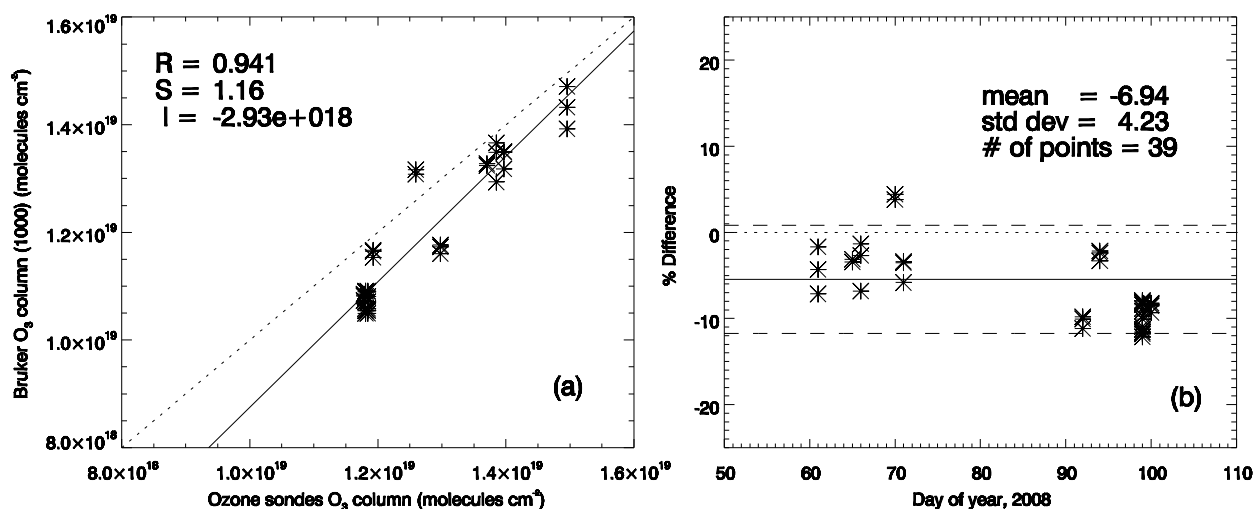 R = 0.941
S = 1.16
I = -2.93e+018
(a)
Bruker O₃ column (1000) (molecules cm⁻²)
1.6×10¹⁹
1.4×10¹⁹
1.2×10¹⁹
1.0×10¹⁹
8.0×10¹⁸
8.0×10¹⁸ 1.0×10¹⁹ 1.2×10¹⁹ 1.4×10¹⁹ 1.6×10¹⁹
Ozone sondes O₃ column (molecules cm⁻²)
mean = -6.94
std dev = 4.23
# of points = 39
(b)
% Difference
20
10
0
-10
-20
50 60 70 80 90 100 110
Day of year, 2008